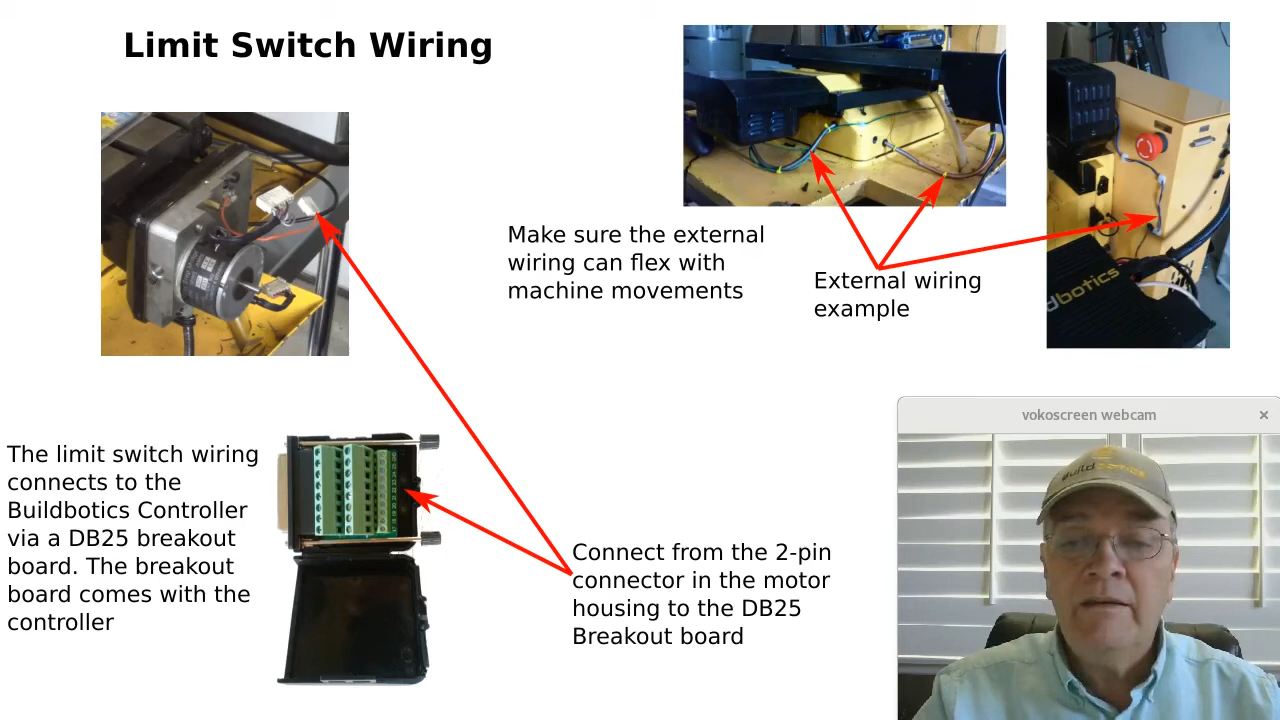 Limit Switch Wiring
Make sure the external
wiring can flex with
machine movements
External wiring
example
dbotics
The limit switch wiring
connects to the
Buildbotics Controller
via a DB25 breakout
board. The breakout
board comes with the
controller
Connect from the 2-pin
connector in the motor
housing to the DB25
Breakout board
vokoscreen webcam
Buildbotics